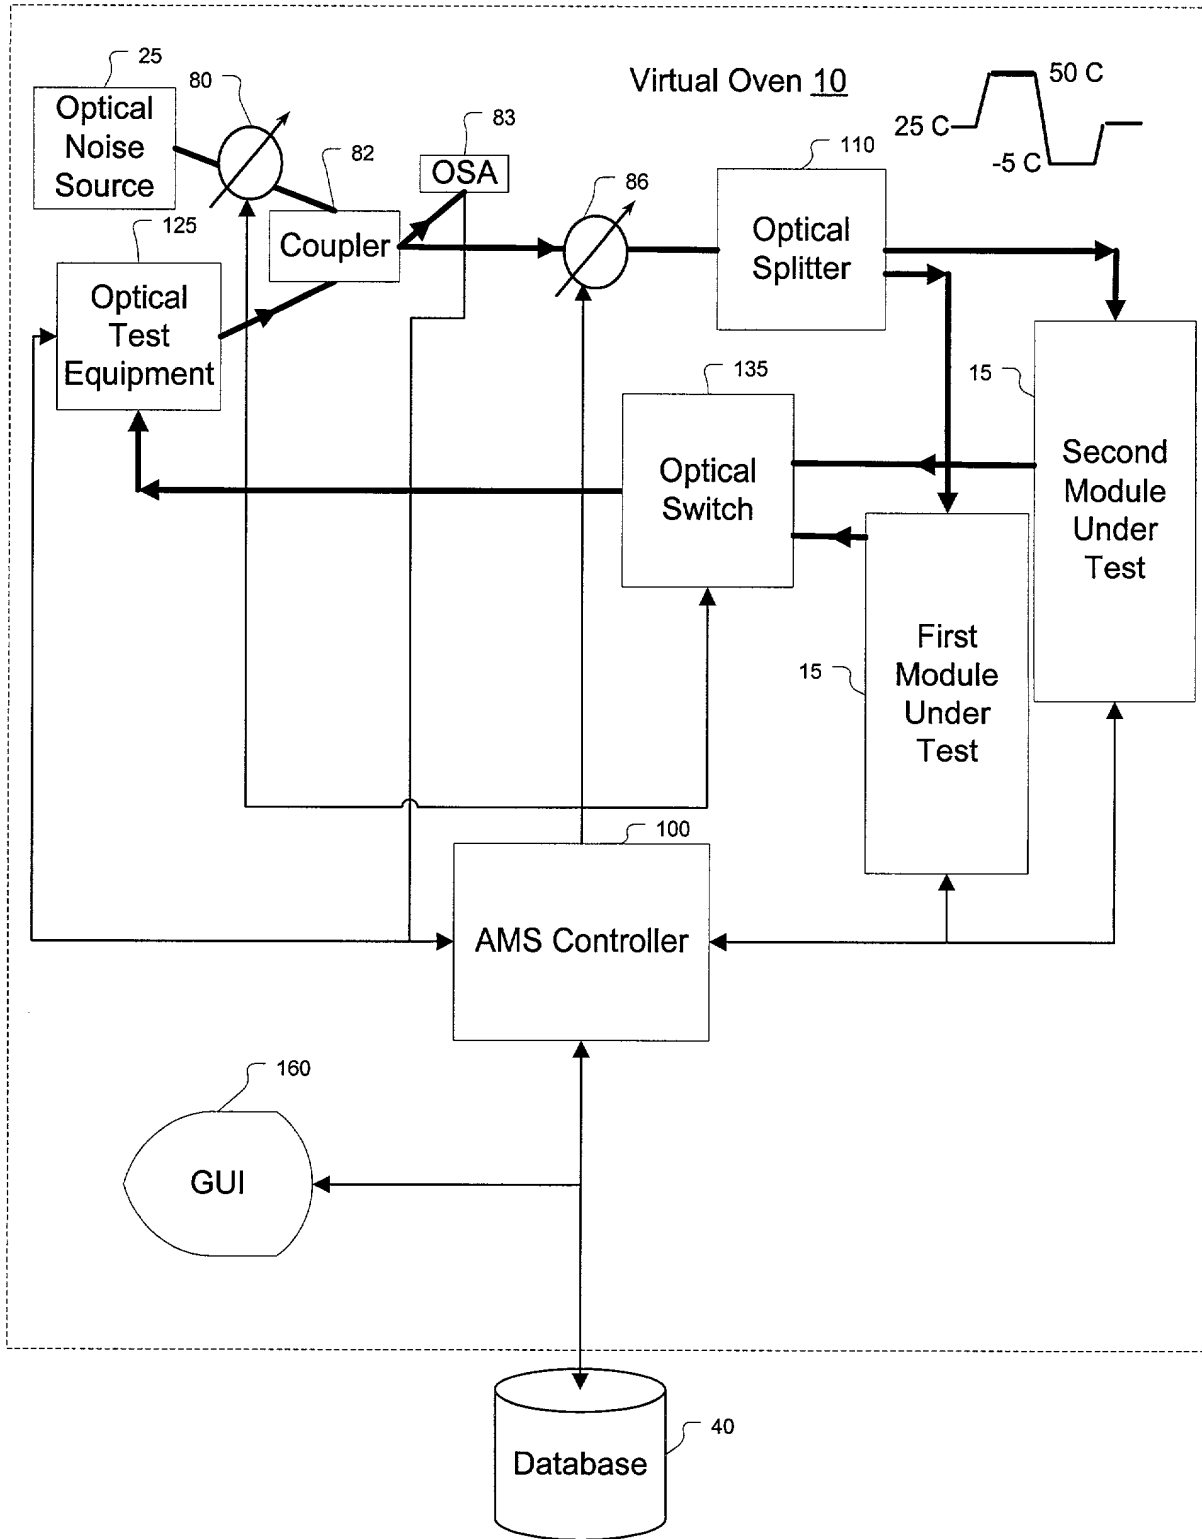 25
Optical
Noise
Source
80
82
83
OSA
Coupler
Virtual Oven 10
50 C
25 C
-5 C
86
110
Optical
Splitter
125
Optical
Test
Equipment
135
Optical
Switch
15
Second
Module
Under
Test
15
First
Module
Under
Test
100
AMS Controller
160
GUI
40
Database